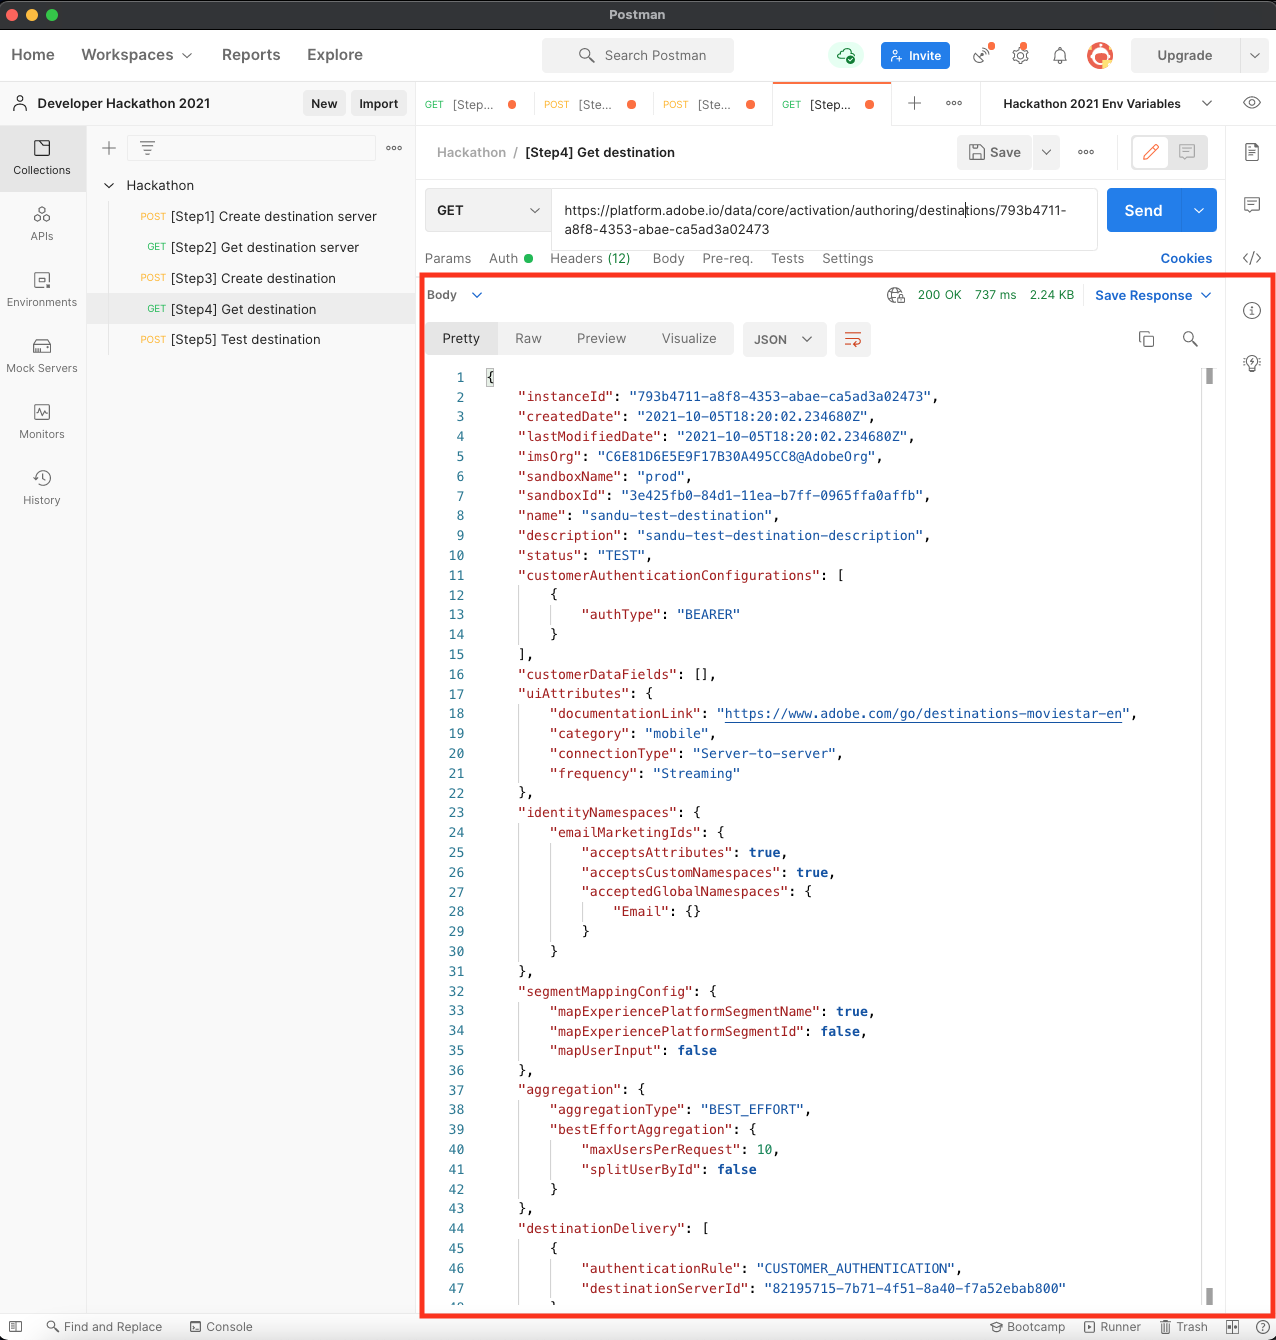 Postman
Home Workspaces Reports Explore Search Postman Invite Upgrade
Developer Hackathon 2021 New Import
GET [Step... POST [Ste... POST [Ste... GET [Step... Hackathon 2021 Env Variables
Collections
APIs
Environments
Mock Servers
Monitors
History
Hackathon
POST [Step1] Create destination server
GET [Step2] Get destination server
POST [Step3] Create destination
GET [Step4] Get destination
POST [Step5] Test destination
Hackathon / [Step4] Get destination Save
GET https://platform.adobe.io/data/core/activation/authoring/destinations/793b4711-
a8f8-4353-abae-ca5ad3a02473
Send
Params Auth Headers (12) Body Pre-req. Tests Settings Cookies
Body 200 OK 737 ms 2.24 KB Save Response
Pretty Raw Preview Visualize JSON
1 {
2 "instanceId": "793b4711-a8f8-4353-abae-ca5ad3a02473",
3 "createdDate": "2021-10-05T18:20:02.234680Z",
4 "lastModifiedDate": "2021-10-05T18:20:02.234680Z",
5 "imsOrg": "C6E81D6E5E9F17B30A495CC8@AdobeOrg",
6 "sandboxName": "prod",
7 "sandboxId": "3e425fb0-84d1-11ea-b7ff-0965ffa0affb",
8 "name": "sandu-test-destination",
9 "description": "sandu-test-destination-description",
10 "status": "TEST",
11 "customerAuthenticationConfigurations": [
12 {
13 "authType": "BEARER"
14 }
15 ],
16 "customerDataFields": [],
17 "uiAttributes": {
18 "documentationLink": "https://www.adobe.com/go/destinations-moviestar-en",
19 "category": "mobile",
20 "connectionType": "Server-to-server",
21 "frequency": "Streaming"
22 },
23 "identityNamespaces": {
24 "emailMarketingIds": {
25 "acceptsAttributes": true,
26 "acceptsCustomNamespaces": true,
27 "acceptedGlobalNamespaces": {
28 "Email": {}
29 }
30 }
31 },
32 "segmentMappingConfig": {
33 "mapExperiencePlatformSegmentName": true,
34 "mapExperiencePlatformSegmentId": false,
35 "mapUserInput": false
36 },
37 "aggregation": {
38 "aggregationType": "BEST_EFFORT",
39 "bestEffortAggregation": {
40 "maxUsersPerRequest": 10,
41 "splitUserById": false
42 }
43 },
44 "destinationDelivery": [
45 {
46 "authenticationRule": "CUSTOMER_AUTHENTICATION",
47 "destinationServerId": "82195715-7b71-4f51-8a40-f7a52ebab800"
Find and Replace Console Bootcamp Runner Trash